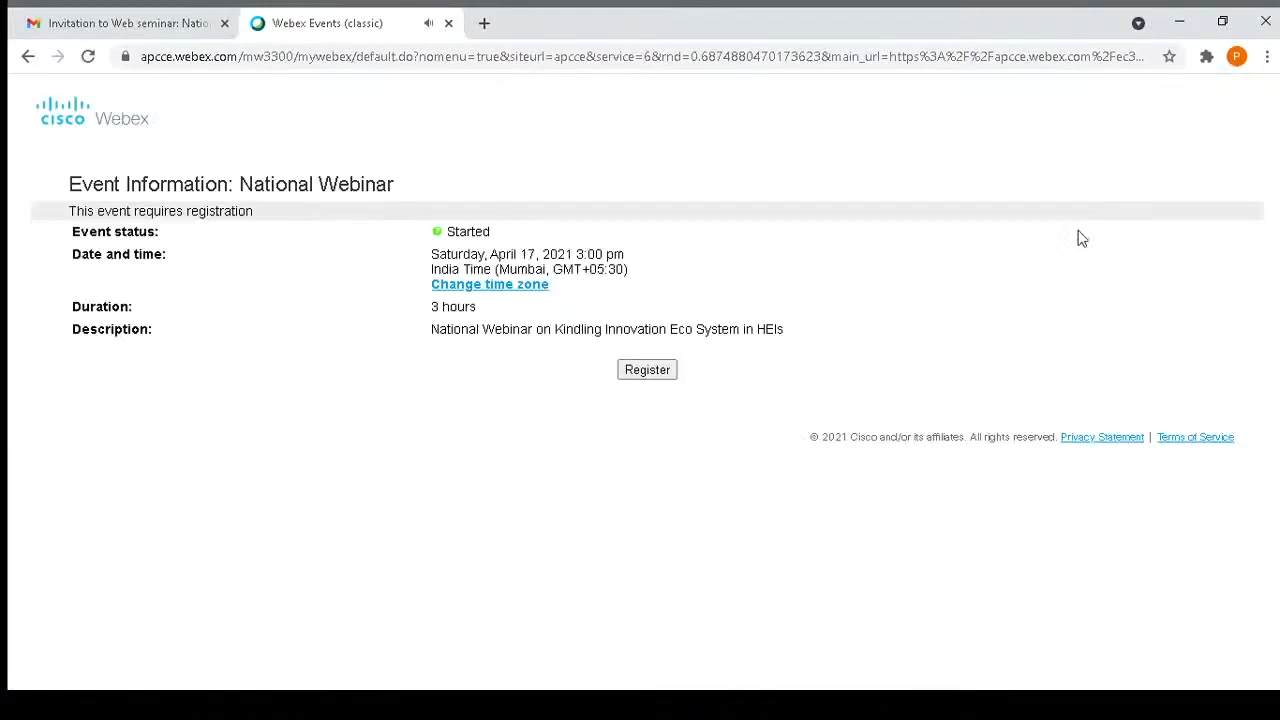 Invitation to Web seminar: Natio
Webex Events (classic)
apcce.webex.com/mw3300/mywebex/default.do?nomenu=true&siteurl=apcce&service=6&rnd=0.6874880470173623&main_url=https%3A%2F%2Fapcce.webex.com%2Fec3...
P
CISCO Webex
Event Information: National Webinar
This event requires registration
Event status: Started
Date and time: Saturday, April 17, 2021 3:00 pm
India Time (Mumbai, GMT+05:30)
Change time zone
Duration: 3 hours
Description: National Webinar on Kindling Innovation Eco System in HEIs
Register
© 2021 Cisco and/or its affiliates. All rights reserved. Privacy Statement | Terms of Service